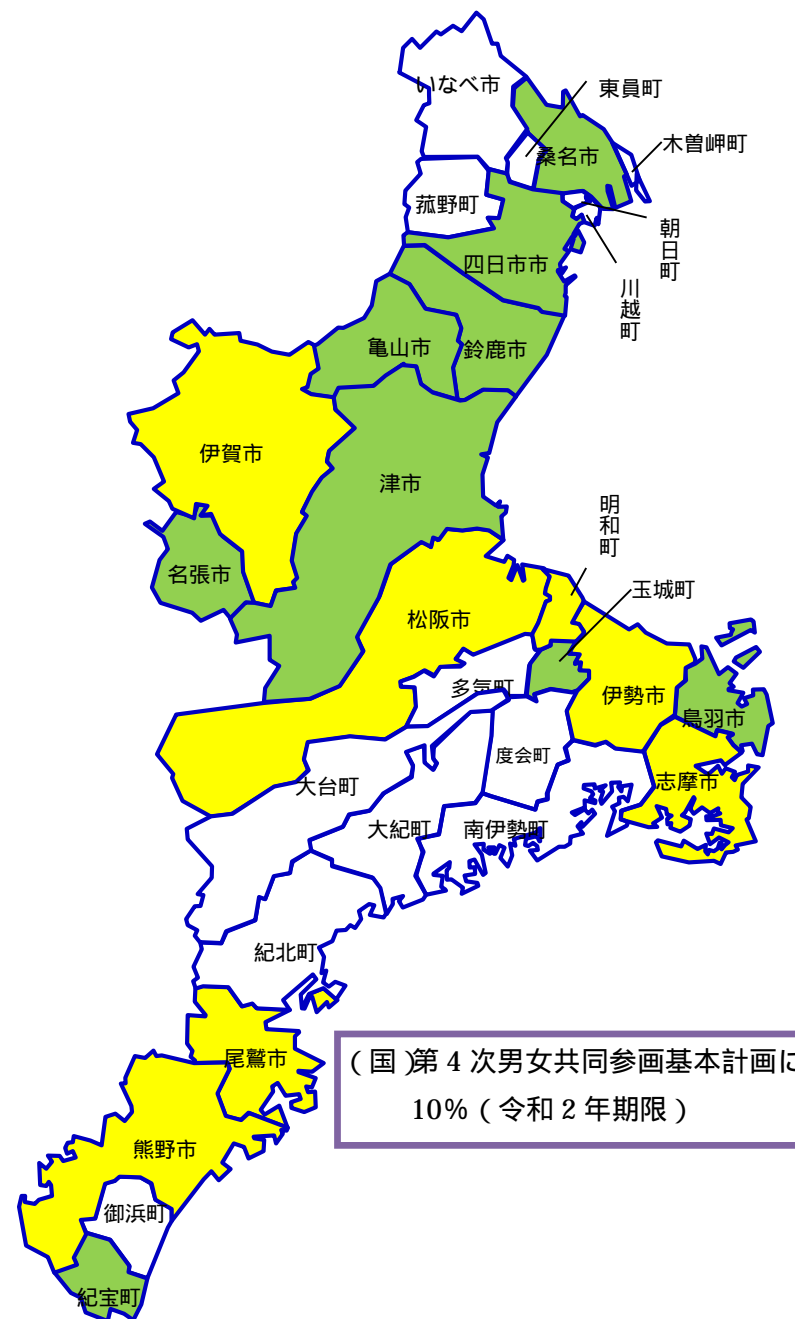 いなべ市
東員町
桑名市
木曽岬町
菰野町
朝日町
四日市市
川越町
亀山市
鈴鹿市
伊賀市
津市
明和町
名張市
玉城町
松阪市
多気町
伊勢市
鳥羽市
度会町
志摩市
大台町
大紀町
南伊勢町
紀北町
尾鷲市
(国)第4次男女共同参画基本計画に
10%(令和2年期限)
熊野市
御浜町
紀宝町